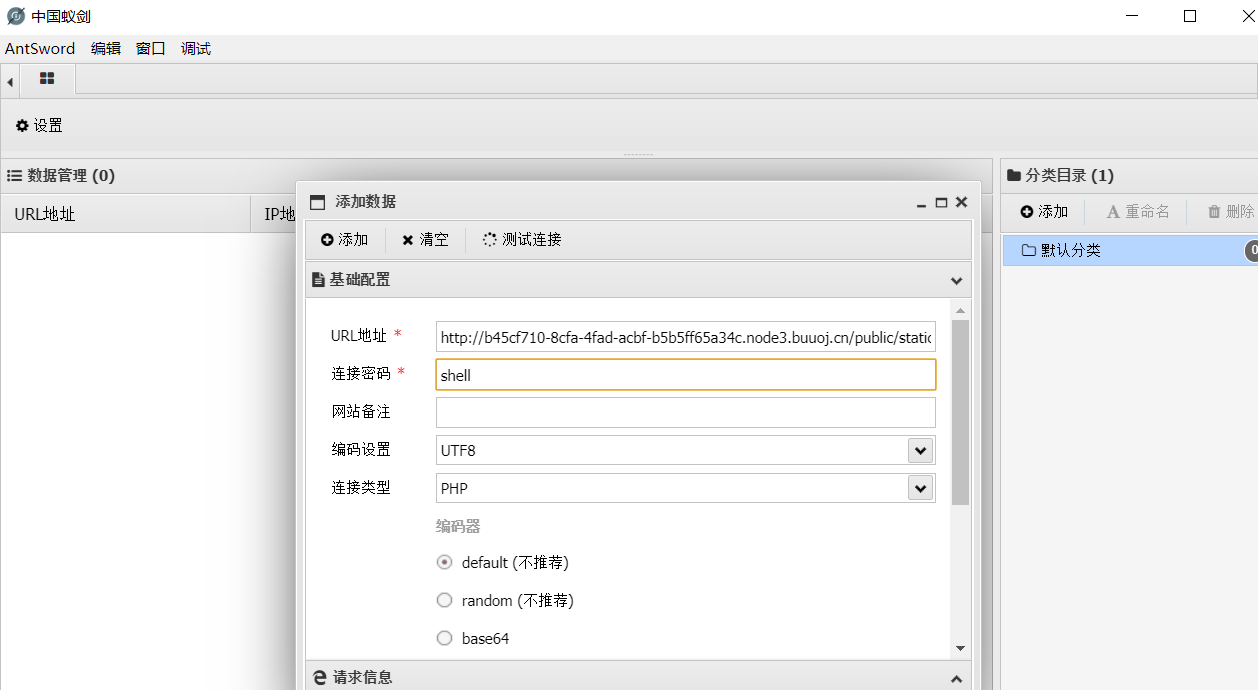 中国蚁剑
AntSword 编辑 窗口 调试
设置
数据管理 (0)
URL地址 IP地
添加数据
添加 清空 测试连接
基础配置
URL地址 *
http://b45cf710-8cfa-4fad-acbf-b5b5ff65a34c.node3.buuoj.cn/public/static
连接密码 *
shell
网站备注
编码设置
UTF8
连接类型
PHP
编码器
default (不推荐)
random (不推荐)
base64
请求信息
分类目录 (1)
添加 重命名 删除
默认分类
0